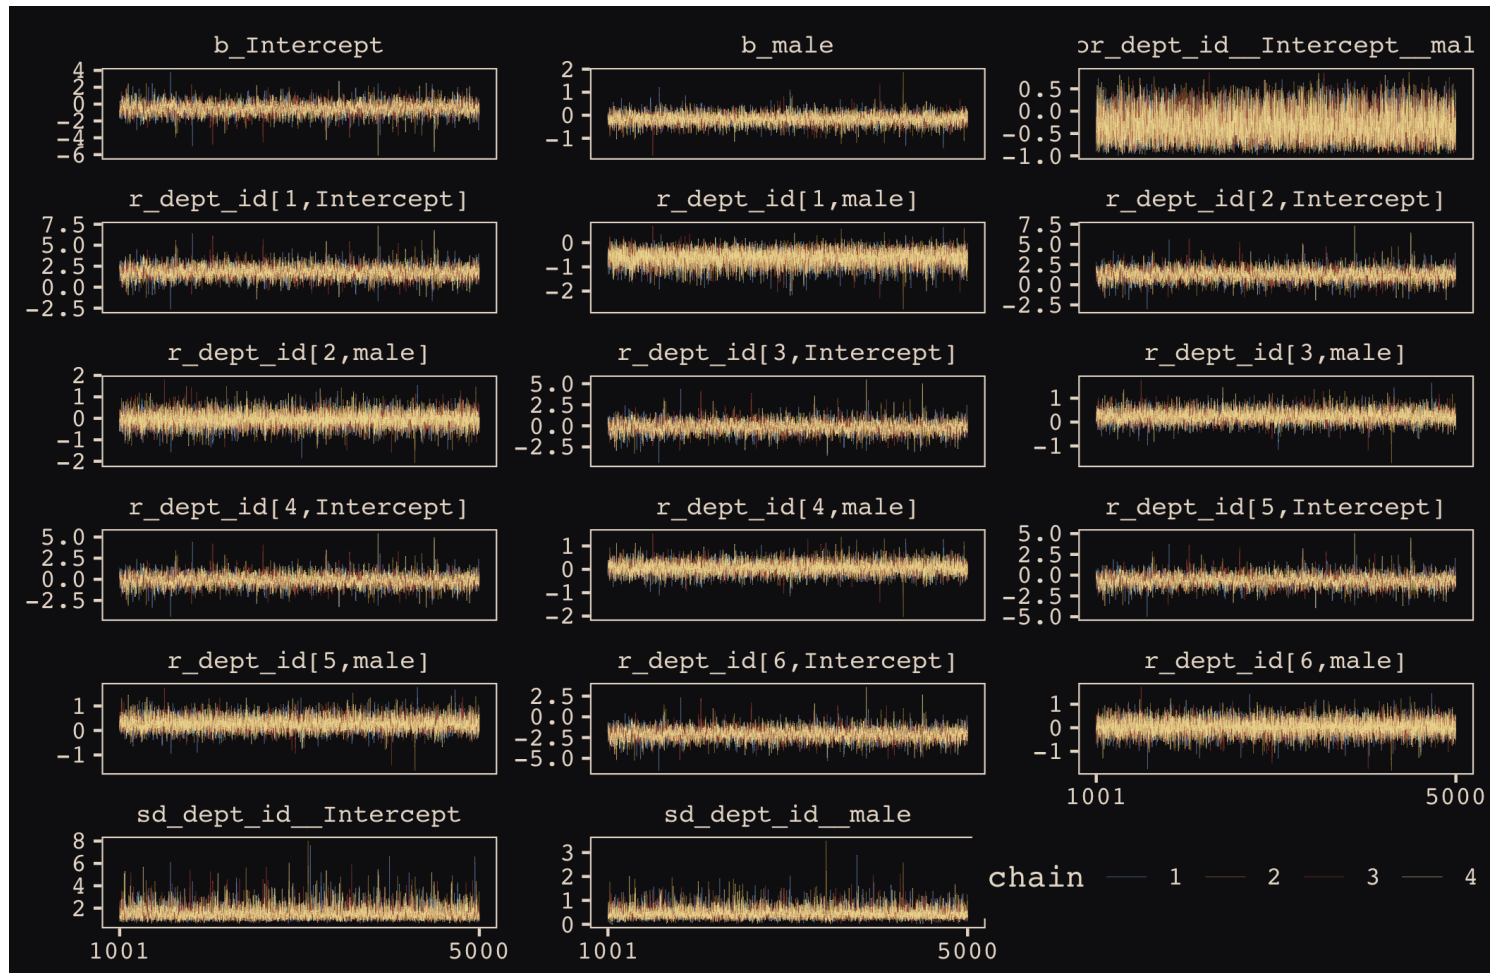 b_Intercept b_male or_dept_id__Intercept__mal
4 2 0 −2 −4 −6
2 1 0 −1
0.5 0.0 −0.5 −1.0
r_dept_id[1,Intercept] r_dept_id[1,male] r_dept_id[2,Intercept]
7.5 5.0 2.5 0.0 −2.5
0 −1 −2
7.5 5.0 2.5 0.0 −2.5
r_dept_id[2,male] r_dept_id[3,Intercept] r_dept_id[3,male]
2 1 0 −1 −2
5.0 2.5 0.0 −2.5
1 0 −1
r_dept_id[4,Intercept] r_dept_id[4,male] r_dept_id[5,Intercept]
5.0 2.5 0.0 −2.5
1 0 −1 −2
5.0 2.5 0.0 −2.5 −5.0
r_dept_id[5,male] r_dept_id[6,Intercept] r_dept_id[6,male]
1 0 −1
2.5 0.0 −2.5 −5.0
1 0 −1
1001 5000
sd_dept_id__Intercept sd_dept_id__male
8 6 4 2
3 2 1 0
1001 5000 1001 5000
chain 1 2 3 4